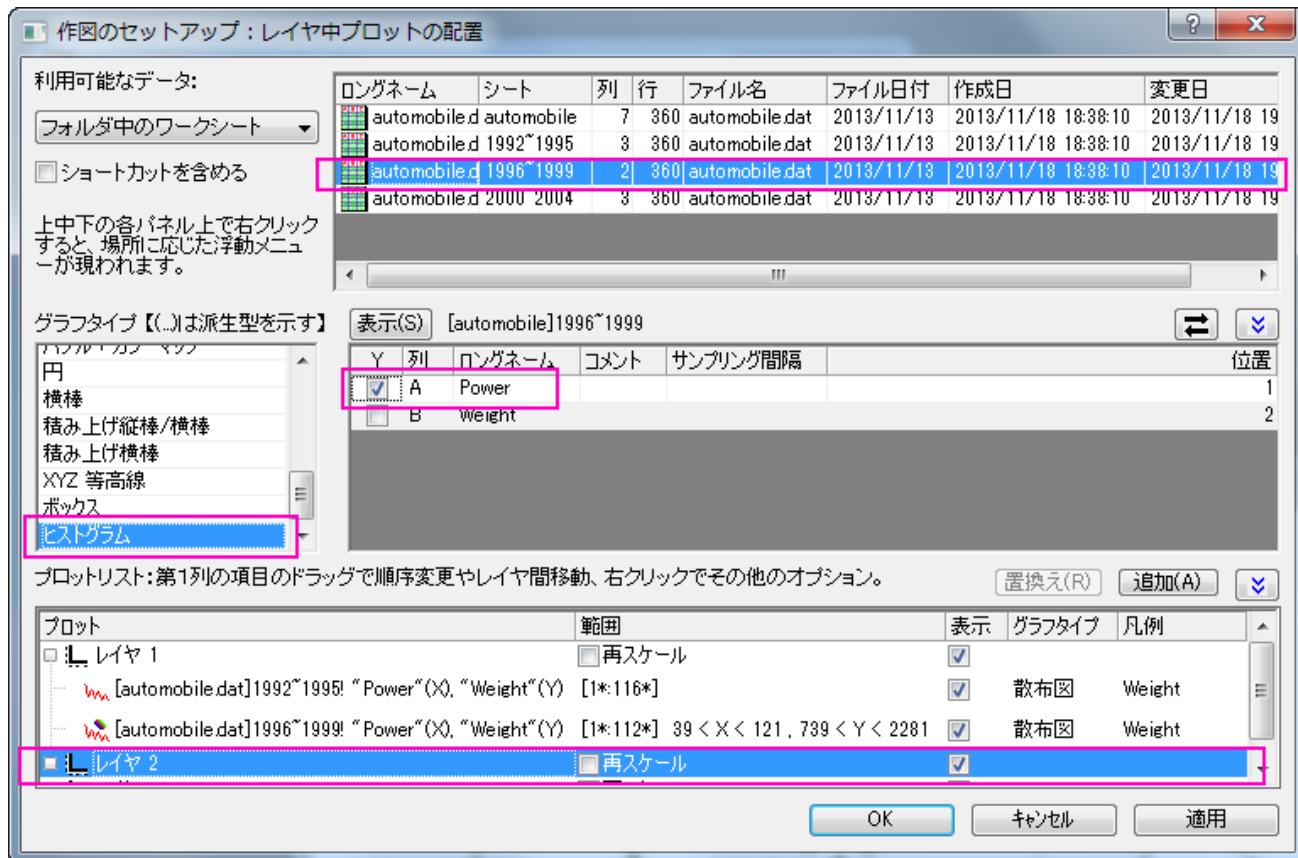 作図のセットアップ：レイヤ中プロットの配置
利用可能なデータ:
フォルダ中のワークシート
ショートカットを含める
上中下の各パネル上で右クリック
すると、場所に応じた浮動メニュ
ーが現われます。
ロングネーム シート 列 行 ファイル名 ファイル日付 作成日 変更日
automobile.d automobile 7 360 automobile.dat 2013/11/13 2013/11/18 18:38:10 2013/11/18 19
automobile.d 1992~1995 3 360 automobile.dat 2013/11/13 2013/11/18 18:38:10 2013/11/18 19
automobile.d 1996~1999 2 360 automobile.dat 2013/11/13 2013/11/18 18:38:10 2013/11/18 19
automobile.d 2000~2004 3 360 automobile.dat 2013/11/13 2013/11/18 18:38:10 2013/11/18 19
グラフタイプ【(...)は派生型を示す】
円
横棒
積み上げ縦棒/横棒
積み上げ横棒
XYZ 等高線
ボックス
ヒストグラム
表示(S) [automobile]1996~1999
Y 列 ロングネーム コメント サンプリング間隔 位置
A Power 1
B Weight 2
プロットリスト:第1列の項目のドラッグで順序変更やレイヤ間移動、右クリックでその他のオプション。
置換え(R) 追加(A)
プロット 範囲 表示 グラフタイプ 凡例
レイヤ 1 再スケール
[automobile.dat]1992~1995! "Power"(X), "Weight"(Y) [1*:116*] 散布図 Weight
[automobile.dat]1996~1999! "Power"(X), "Weight"(Y) [1*:112*] 39 < X < 121 , 739 < Y < 2281 散布図 Weight
レイヤ 2 再スケール
OK キャンセル 適用